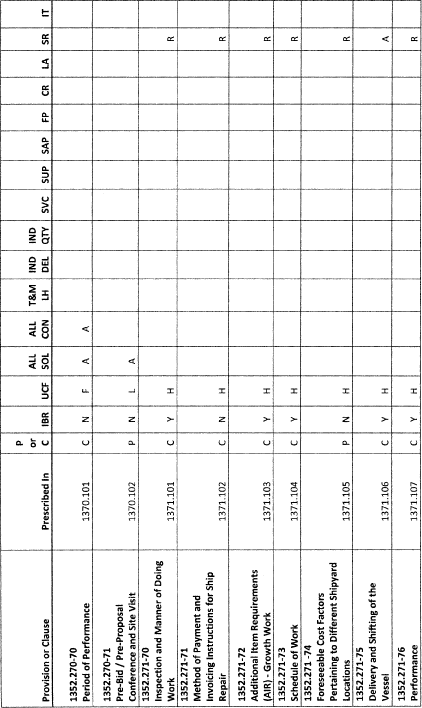 Provision or Clause Prescribed In P or C IBR UCF ALL SOL ALL CON T&M LH IND DEL IND QTY SVC SUP SAP FP CR LA SR IT
1352.270-70
Period of Performance 1370.101 C N F A A
1352.270-71
Pre-Bid / Pre-Proposal
Conference and Site Visit 1370.102 P N L A
1352.271-70
Inspection and Manner of Doing
Work 1371.101 C Y H R
1352.271-71
Method of Payment and
Invoicing Instructions for Ship
Repair 1371.102 C N H R
1352.271-72
Additional Item Requirements
(AIR) - Growth Work 1371.103 C Y H R
1352.271-73
Schedule of Work 1371.104 C Y H R
1352.271-74
Foreseeable Cost Factors
Pertaining to Different Shipyard
Locations 1371.105 P N H R
1352.271-75
Delivery and Shifting of the
Vessel 1371.106 C Y H A
1352.271-76
Performance 1371.107 C Y H R